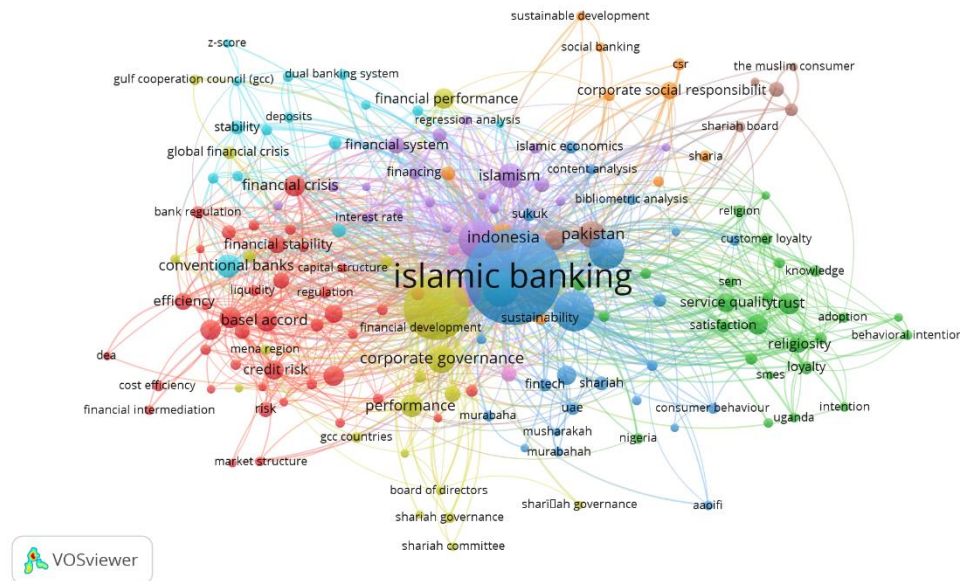 sustainable development
z-score
social banking
csr
the muslim consumer
gulf cooperation council (gcc)
dual banking system
corporate social responsibilit
financial performance
deposits
regression analysis
stability
shariah board
financial system
islamic economics
global financial crisis
sharia
financing
content analysis
islamism
financial crisis
bibliometric analysis
bank regulation
interest rate
sukuk
religion
indonesia
pakistan
financial stability
customer loyalty
conventional banks
capital structure
islamic banking
knowledge
sem
liquidity
efficiency
regulation
service quality
trust
basel accord
sustainability
adoption
financial development
satisfaction
behavioral intention
mena region
religiosity
dea
corporate governance
credit risk
loyalty
cost efficiency
fintech
shariah
smes
financial intermediation
risk
performance
murabaha
uae
consumer behaviour
intention
uganda
musharakah
gcc countries
nigeria
murabahah
market structure
board of directors
aaoifi
shariah governance
shariah committee
VOSviewer